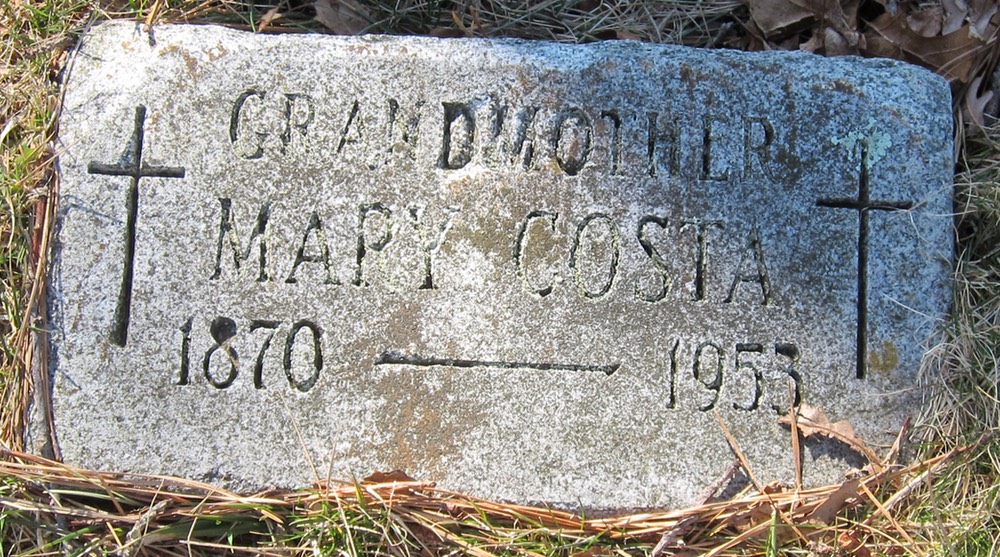 GRANDMOTHER
MARY COSTA
1870 — 1953